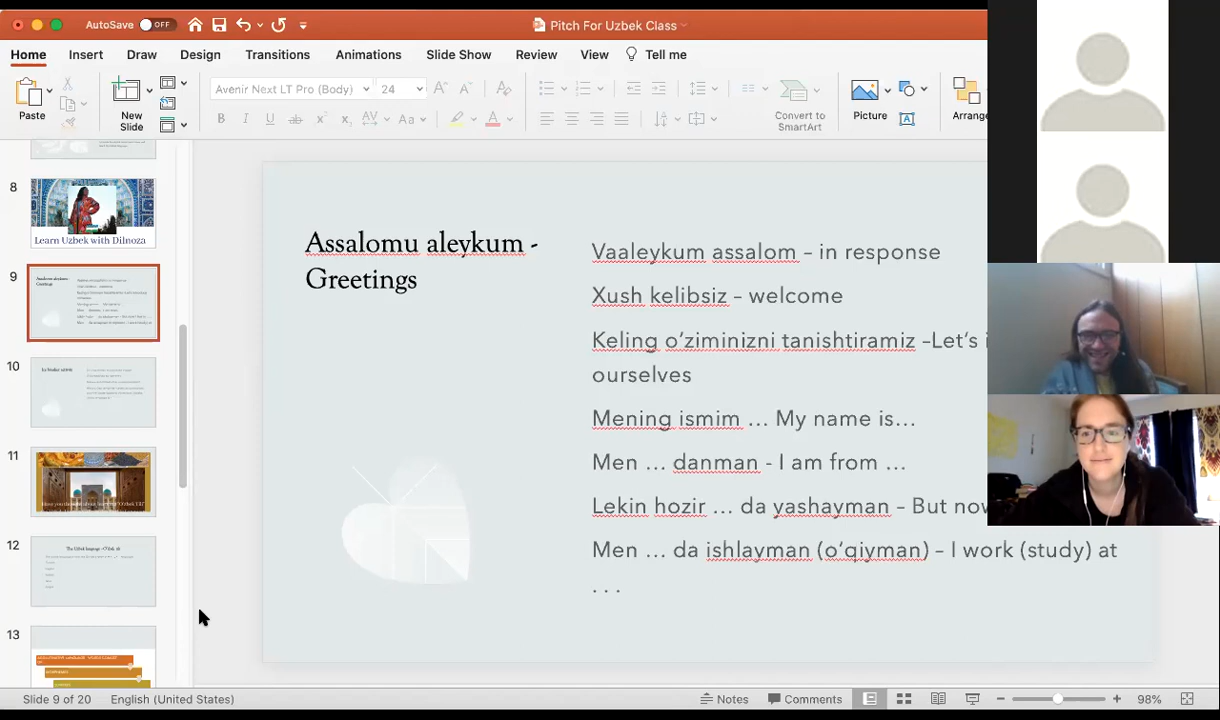 AutoSave OFF
Pitch For Uzbek Class
Home Insert Draw Design Transitions Animations Slide Show Review View Tell me
Avenir Next LT Pro (Body) 24
Paste New Slide Convert to SmartArt Picture Arrange
8
Learn Uzbek with Dilnoza
9
10
11
12
13
Assalomu aleykum -
Greetings
Vaaleykum assalom – in response
Xush kelibsiz – welcome
Keling o’ziminizni tanishtiramiz –Let’s
ourselves
Mening ismim … My name is…
Men … danman - I am from …
Lekin hozir … da yashayman – But now
Men … da ishlayman (o’qiyman) – I work (study) at
...
Slide 9 of 20 English (United States) Notes Comments 98%